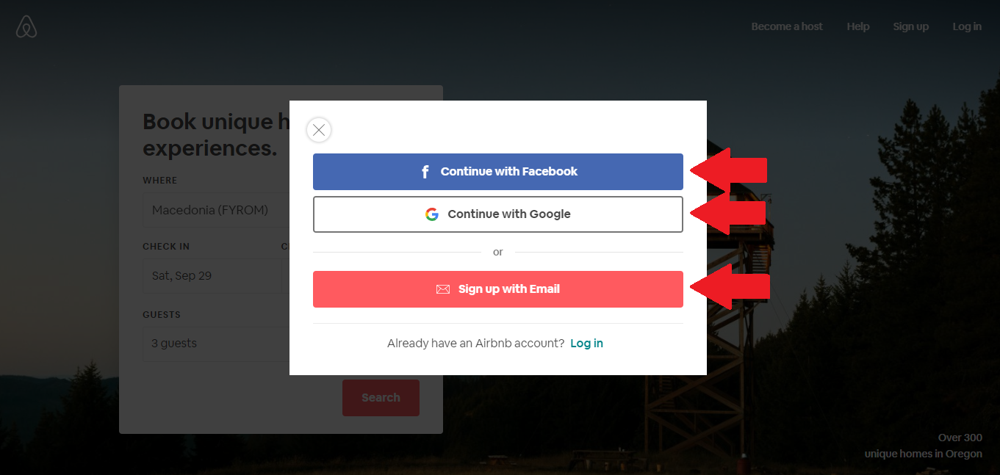 Become a host
Help
Sign up
Log in
Book unique h
experiences.
WHERE
Macedonia (FYROM)
CHECK IN
C
Sat, Sep 29
GUESTS
3 guests
Search
Continue with Facebook
Continue with Google
or
Sign up with Email
Already have an Airbnb account? Log in
Over 300
unique homes in Oregon